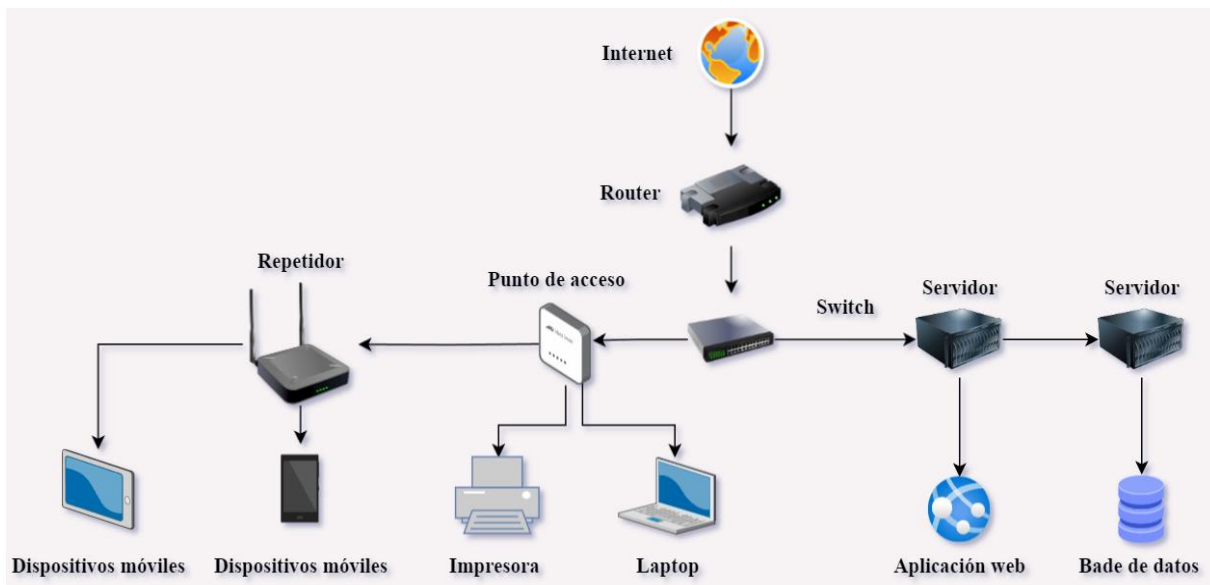 Internet
Router
Repetidor
Punto de acceso
Switch
Servidor
Servidor
Dispositivos móviles
Dispositivos móviles
Impresora
Laptop
Aplicación web
Bade de datos